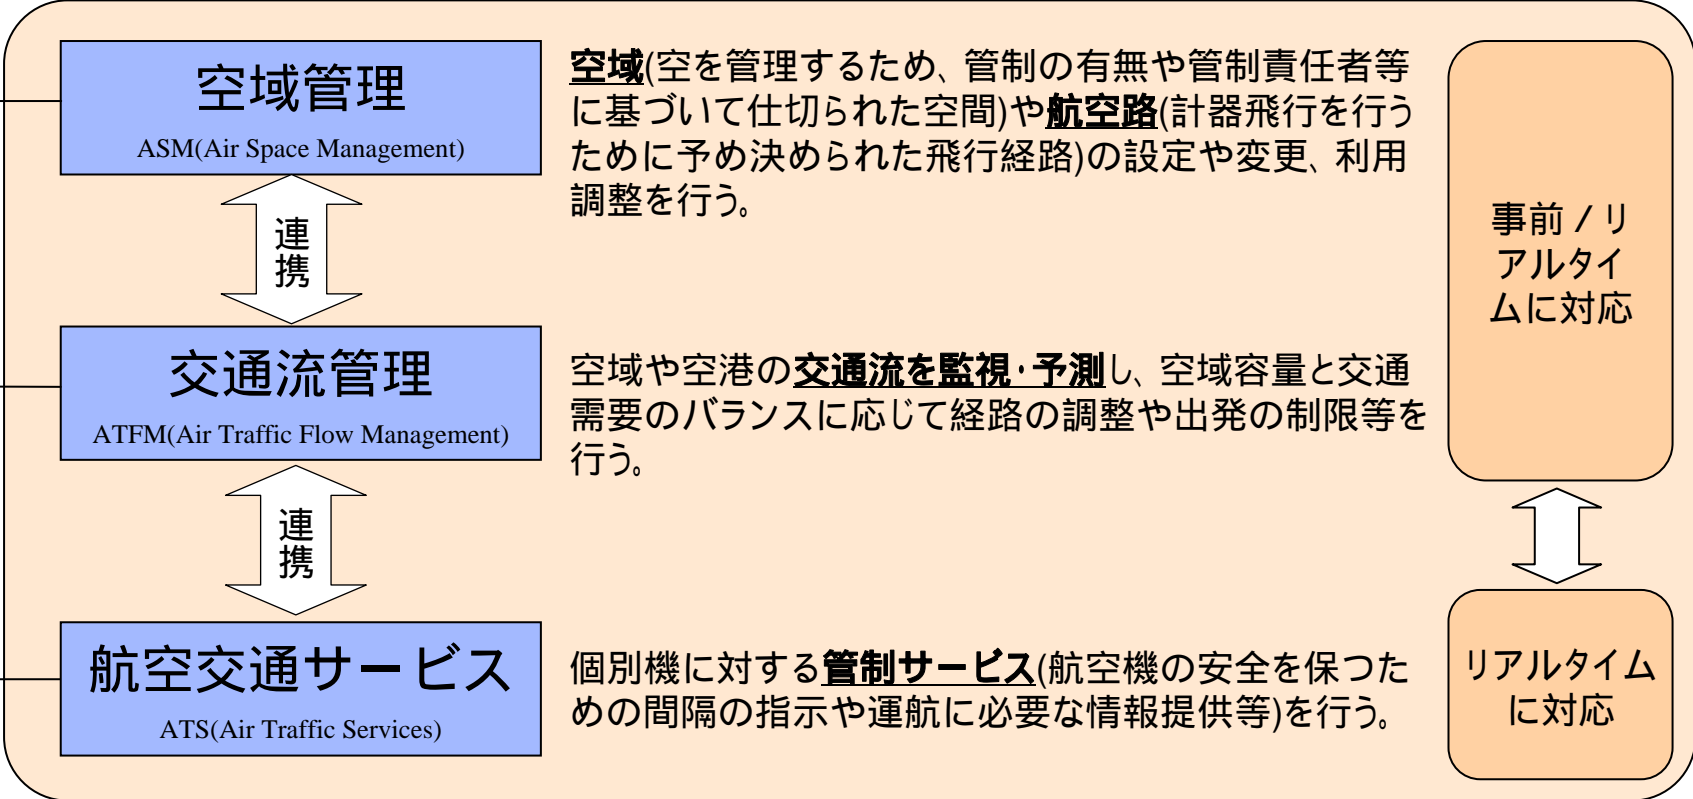 空域管理
ASM(Air Space Management)
空域(空を管理するため、管制の有無や管制責任者等
に基づいて仕切られた空間)や航空路(計器飛行を行う
ために予め決められた飛行経路)の設定や変更、利用
調整を行う。
連
携
交通流管理
ATFM(Air Traffic Flow Management)
空域や空港の交通流を監視・予測し、空域容量と交通
需要のバランスに応じて経路の調整や出発の制限等を
行う。
連
携
航空交通サービス
ATS(Air Traffic Services)
個別機に対する管制サービス(航空機の安全を保つた
めの間隔の指示や運航に必要な情報提供等)を行う。
事前/リ
アルタイ
ムに対応
リアルタイム
に対応